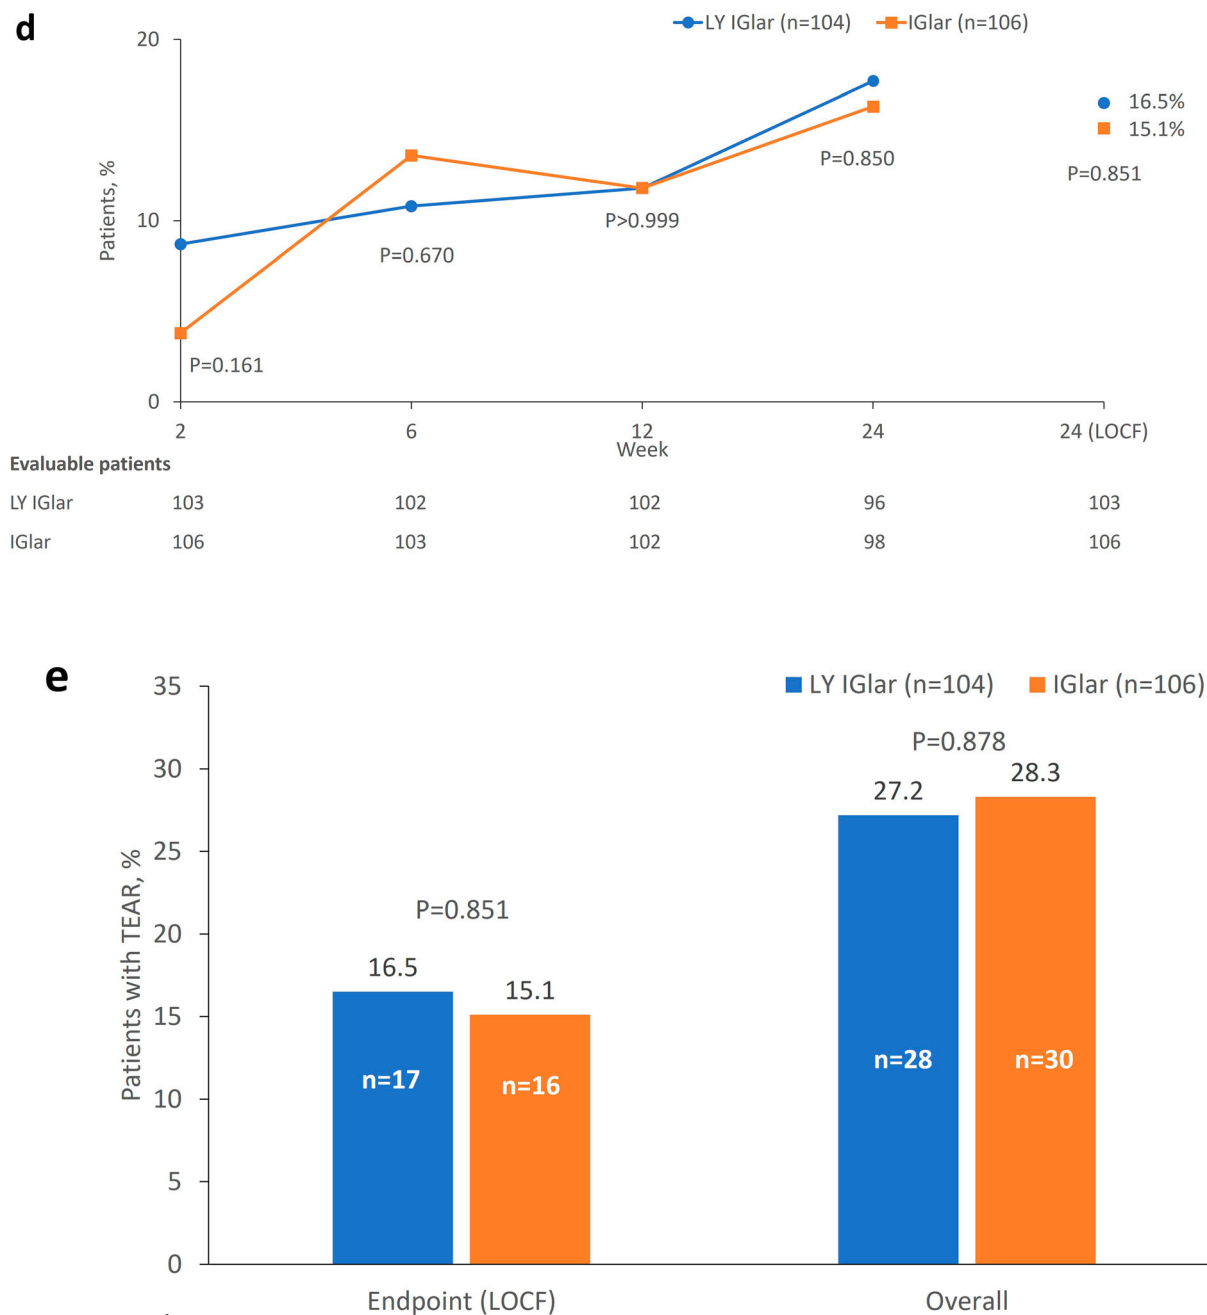 d
LY IGlar (n=104) IGlar (n=106)
20
16.5%
15.1%
P=0.850
P=0.851
Patients, %
10
P>0.999
P=0.670
P=0.161
0
2 6 12 24 24 (LOCF)
Week
Evaluable patients
LY IGlar 103 102 102 96 103
IGlar 106 103 102 98 106
e
LY IGlar (n=104) IGlar (n=106)
35
P=0.878
30
28.3
27.2
25
P=0.851
20
16.5
15.1
Patients with TEAR, %
15
n=28 n=30
n=17 n=16
10
5
0
Endpoint (LOCF) Overall